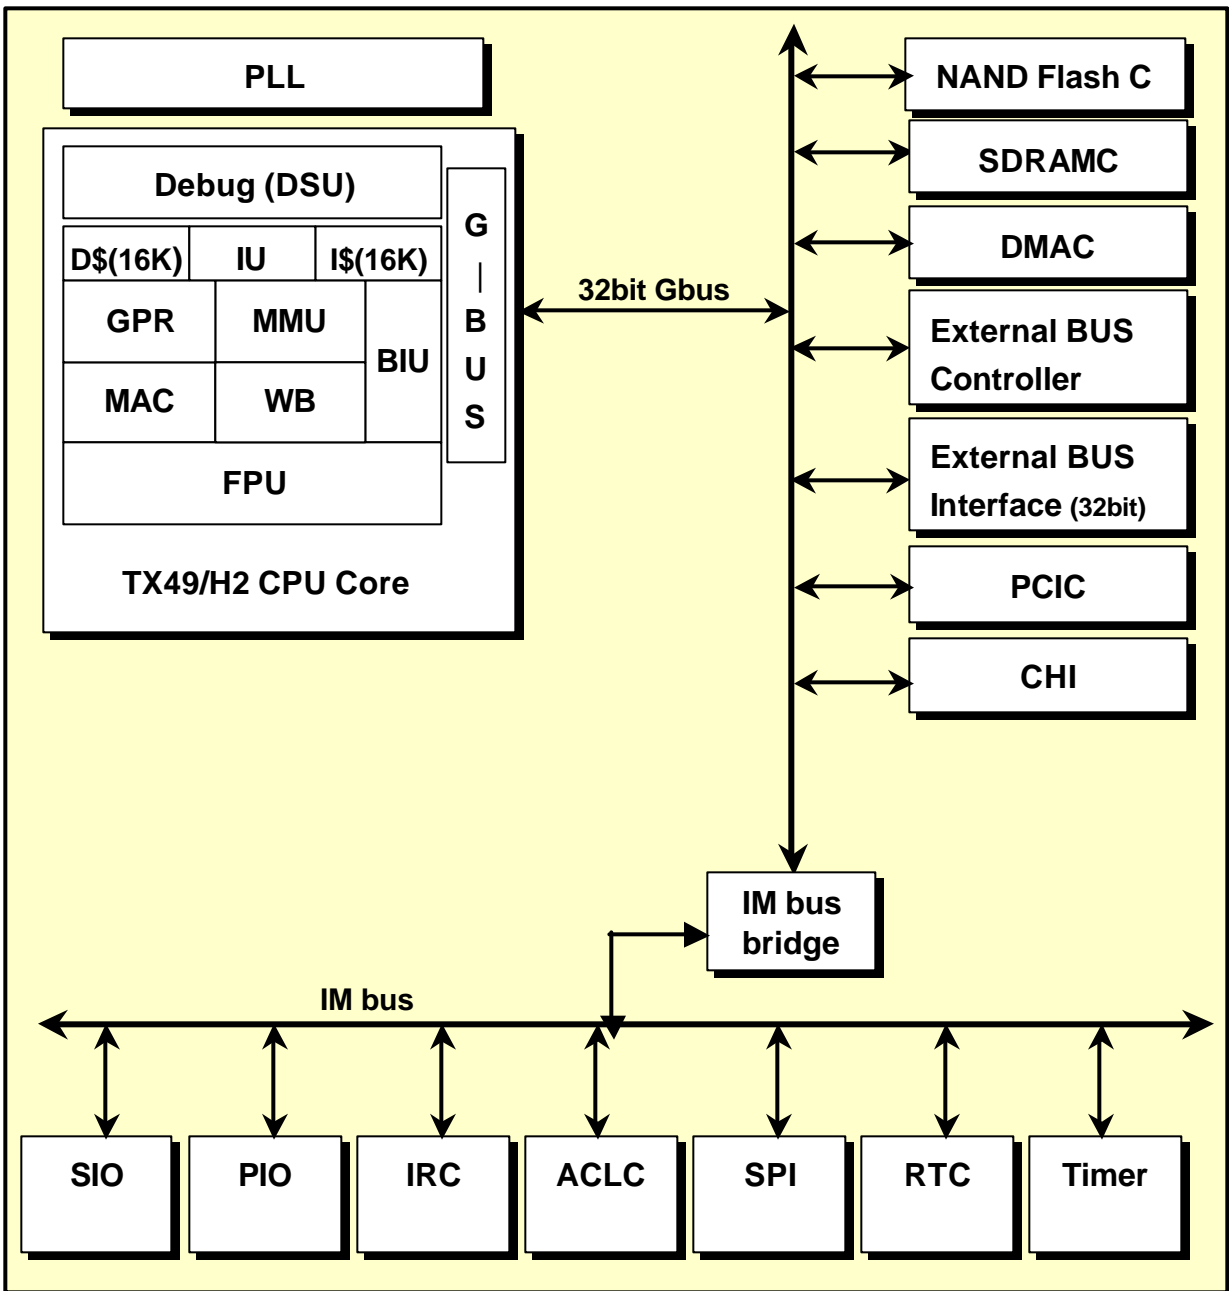 PLL
Debug (DSU)
D$(16K)
IU
I$(16K)
GPR
MMU
BIU
MAC
WB
FPU
G
|
B
U
S
TX49/H2 CPU Core
32bit Gbus
NAND Flash C
SDRAMC
DMAC
External BUS
Controller
External BUS
Interface (32bit)
PCIC
CHI
IM bus
bridge
IM bus
SIO
PIO
IRC
ACLC
SPI
RTC
Timer